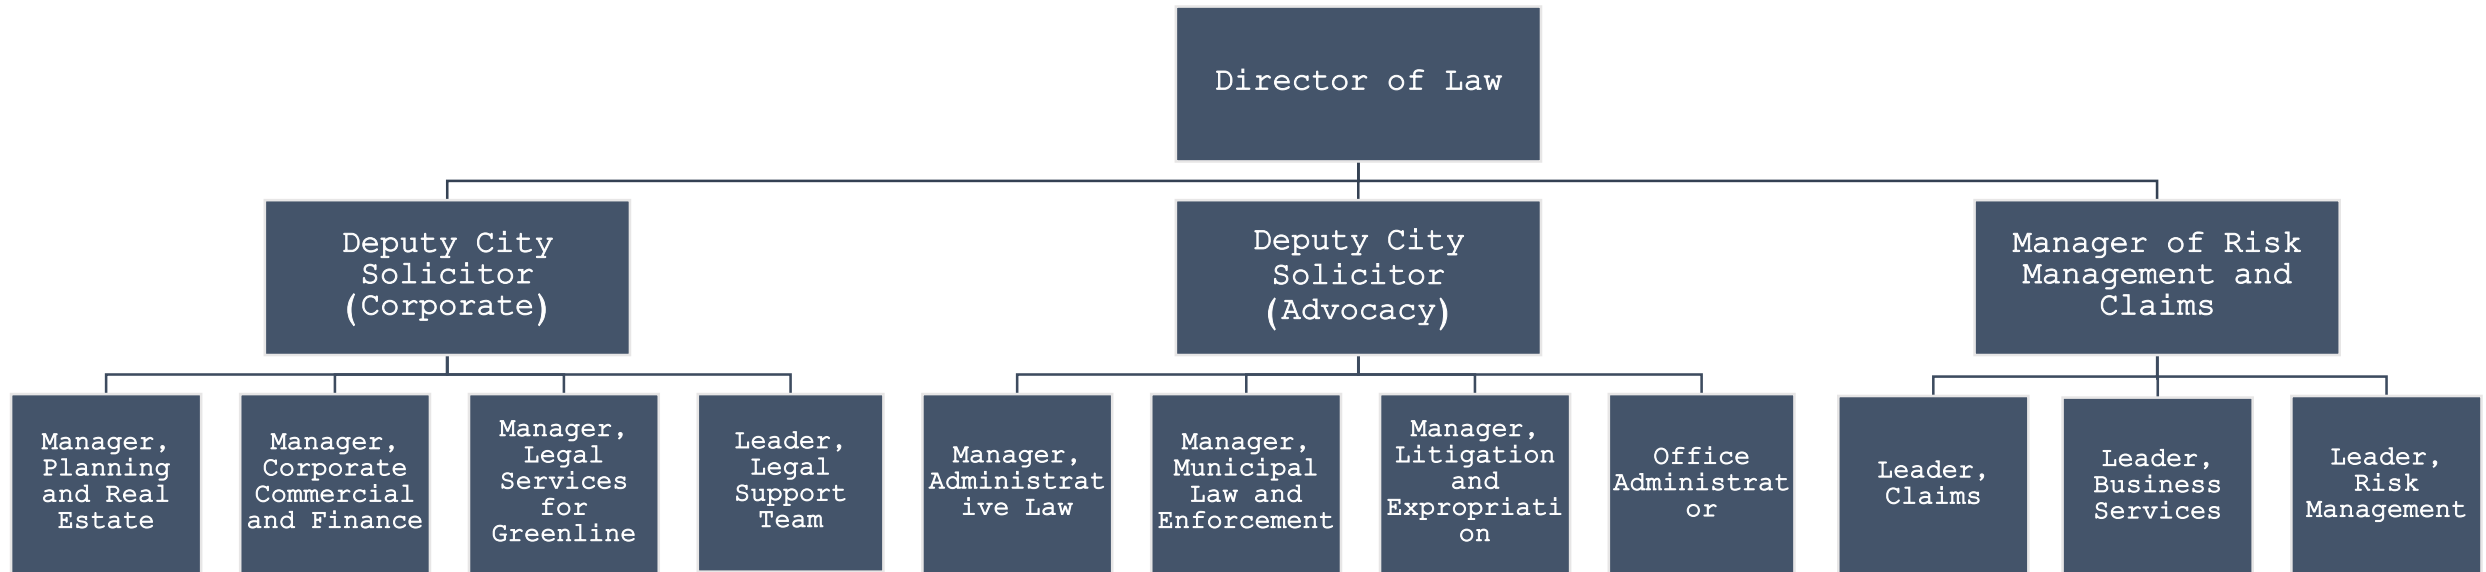 Director of Law
Deputy City
Solicitor
(Corporate)
Deputy City
Solicitor
(Advocacy)
Manager of Risk
Management and
Claims
Manager,
Planning
and Real
Estate
Manager,
Corporate
Commercial
and Finance
Manager,
Legal
Services
for
Greenline
Leader,
Legal
Support
Team
Manager,
Administrat
ive Law
Manager,
Municipal
Law and
Enforcement
Manager,
Litigation
and
Expropriati
on
Office
Administrat
or
Leader,
Claims
Leader,
Business
Services
Leader,
Risk
Management